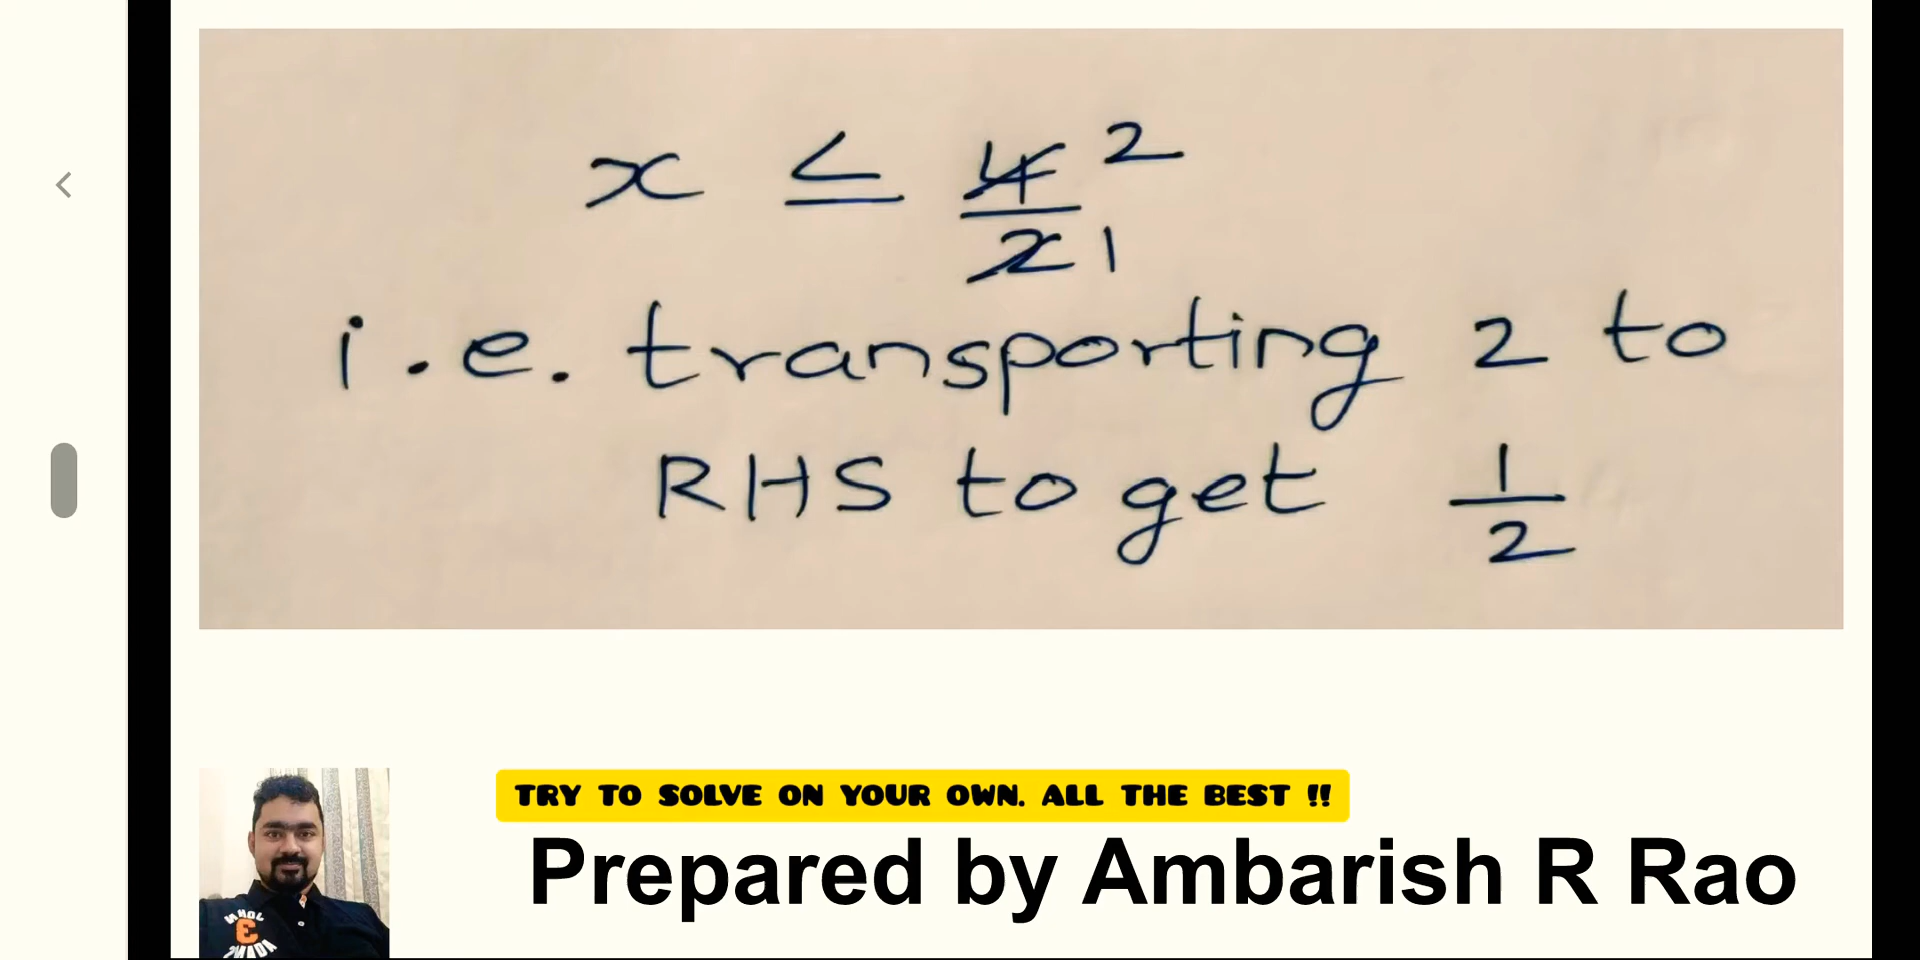 x ≤ 4/2 2
1
i.e. transporting 2 to
RHS to get 1/2
TRY TO SOLVE ON YOUR OWN. ALL THE BEST !!
Prepared by Ambarish R Rao